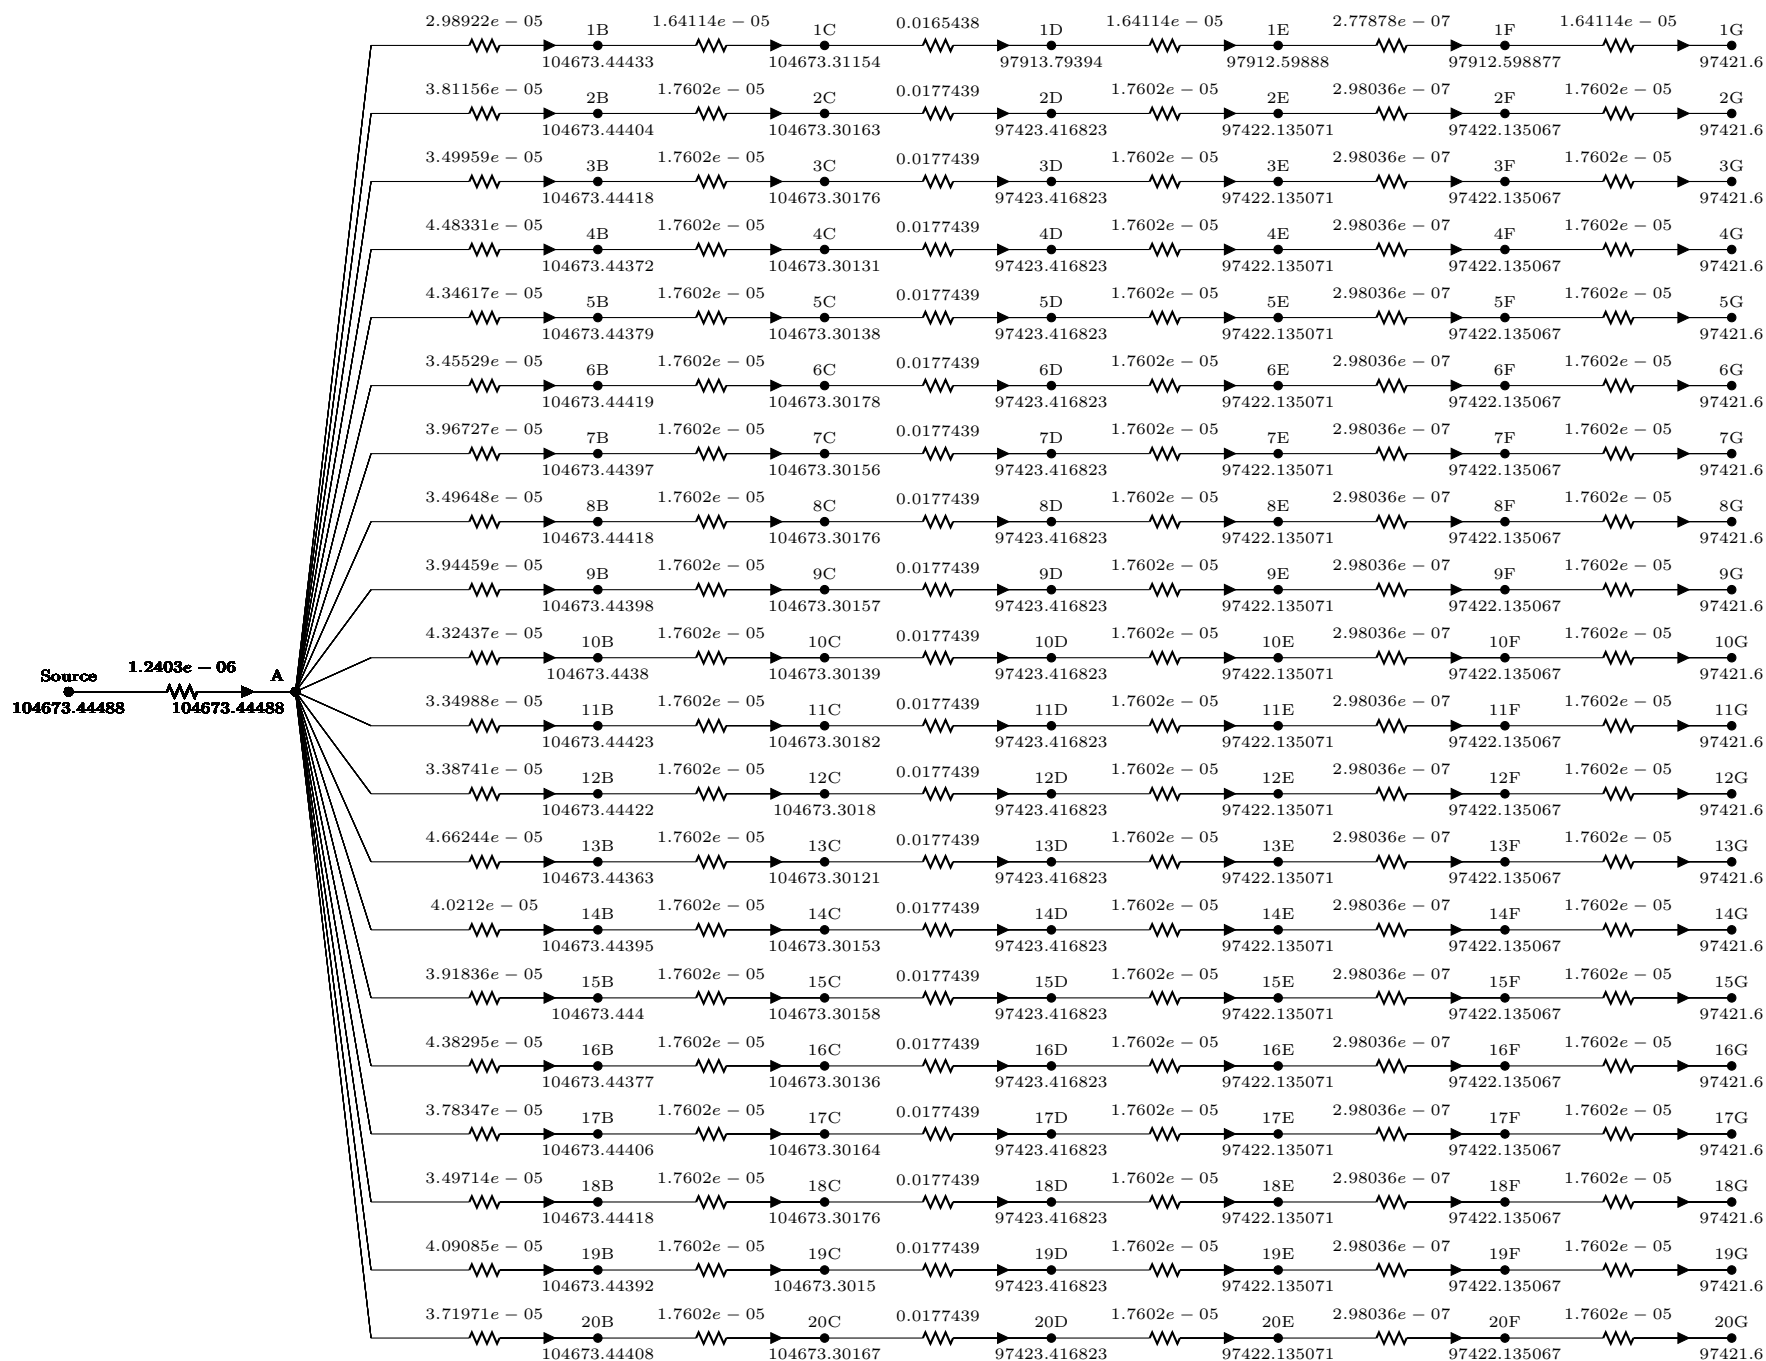 2.98922e − 05 1.64114e − 05 0.0165438 1.64114e − 05 2.77878e − 07 1.64114e − 05
1B 1C 1D 1E 1F 1G
104673.44433 104673.31154 97913.79394 97912.59888 97912.598877 97421.6
3.81156e − 05 1.7602e − 05 0.0177439 1.7602e − 05 2.98036e − 07 1.7602e − 05
2B 2C 2D 2E 2F 2G
104673.44404 104673.30163 97423.416823 97422.135071 97422.135067 97421.6
3.49959e − 05 1.7602e − 05 0.0177439 1.7602e − 05 2.98036e − 07 1.7602e − 05
3B 3C 3D 3E 3F 3G
104673.44418 104673.30176 97423.416823 97422.135071 97422.135067 97421.6
4.48331e − 05 1.7602e − 05 0.0177439 1.7602e − 05 2.98036e − 07 1.7602e − 05
4B 4C 4D 4E 4F 4G
104673.44372 104673.30131 97423.416823 97422.135071 97422.135067 97421.6
4.34617e − 05 1.7602e − 05 0.0177439 1.7602e − 05 2.98036e − 07 1.7602e − 05
5B 5C 5D 5E 5F 5G
104673.44379 104673.30138 97423.416823 97422.135071 97422.135067 97421.6
3.45529e − 05 1.7602e − 05 0.0177439 1.7602e − 05 2.98036e − 07 1.7602e − 05
6B 6C 6D 6E 6F 6G
104673.44419 104673.30178 97423.416823 97422.135071 97422.135067 97421.6
3.96727e − 05 1.7602e − 05 0.0177439 1.7602e − 05 2.98036e − 07 1.7602e − 05
7B 7C 7D 7E 7F 7G
104673.44397 104673.30156 97423.416823 97422.135071 97422.135067 97421.6
3.49648e − 05 1.7602e − 05 0.0177439 1.7602e − 05 2.98036e − 07 1.7602e − 05
8B 8C 8D 8E 8F 8G
104673.44418 104673.30176 97423.416823 97422.135071 97422.135067 97421.6
3.94459e − 05 1.7602e − 05 0.0177439 1.7602e − 05 2.98036e − 07 1.7602e − 05
9B 9C 9D 9E 9F 9G
104673.44398 104673.30157 97423.416823 97422.135071 97422.135067 97421.6
4.32437e − 05 1.7602e − 05 0.0177439 1.7602e − 05 2.98036e − 07 1.7602e − 05
10B 10C 10D 10E 10F 10G
104673.4438 104673.30139 97423.416823 97422.135071 97422.135067 97421.6
1.2403e − 06
Source A
104673.44488 104673.44488
3.34988e − 05 1.7602e − 05 0.0177439 1.7602e − 05 2.98036e − 07 1.7602e − 05
11B 11C 11D 11E 11F 11G
104673.44423 104673.30182 97423.416823 97422.135071 97422.135067 97421.6
3.38741e − 05 1.7602e − 05 0.0177439 1.7602e − 05 2.98036e − 07 1.7602e − 05
12B 12C 12D 12E 12F 12G
104673.44422 104673.3018 97423.416823 97422.135071 97422.135067 97421.6
4.66244e − 05 1.7602e − 05 0.0177439 1.7602e − 05 2.98036e − 07 1.7602e − 05
13B 13C 13D 13E 13F 13G
104673.44363 104673.30121 97423.416823 97422.135071 97422.135067 97421.6
4.0212e − 05 1.7602e − 05 0.0177439 1.7602e − 05 2.98036e − 07 1.7602e − 05
14B 14C 14D 14E 14F 14G
104673.44395 104673.30153 97423.416823 97422.135071 97422.135067 97421.6
3.91836e − 05 1.7602e − 05 0.0177439 1.7602e − 05 2.98036e − 07 1.7602e − 05
15B 15C 15D 15E 15F 15G
104673.444 104673.30158 97423.416823 97422.135071 97422.135067 97421.6
4.38295e − 05 1.7602e − 05 0.0177439 1.7602e − 05 2.98036e − 07 1.7602e − 05
16B 16C 16D 16E 16F 16G
104673.44377 104673.30136 97423.416823 97422.135071 97422.135067 97421.6
3.78347e − 05 1.7602e − 05 0.0177439 1.7602e − 05 2.98036e − 07 1.7602e − 05
17B 17C 17D 17E 17F 17G
104673.44406 104673.30164 97423.416823 97422.135071 97422.135067 97421.6
3.49714e − 05 1.7602e − 05 0.0177439 1.7602e − 05 2.98036e − 07 1.7602e − 05
18B 18C 18D 18E 18F 18G
104673.44418 104673.30176 97423.416823 97422.135071 97422.135067 97421.6
4.09085e − 05 1.7602e − 05 0.0177439 1.7602e − 05 2.98036e − 07 1.7602e − 05
19B 19C 19D 19E 19F 19G
104673.44392 104673.3015 97423.416823 97422.135071 97422.135067 97421.6
3.71971e − 05 1.7602e − 05 0.0177439 1.7602e − 05 2.98036e − 07 1.7602e − 05
20B 20C 20D 20E 20F 20G
104673.44408 104673.30167 97423.416823 97422.135071 97422.135067 97421.6